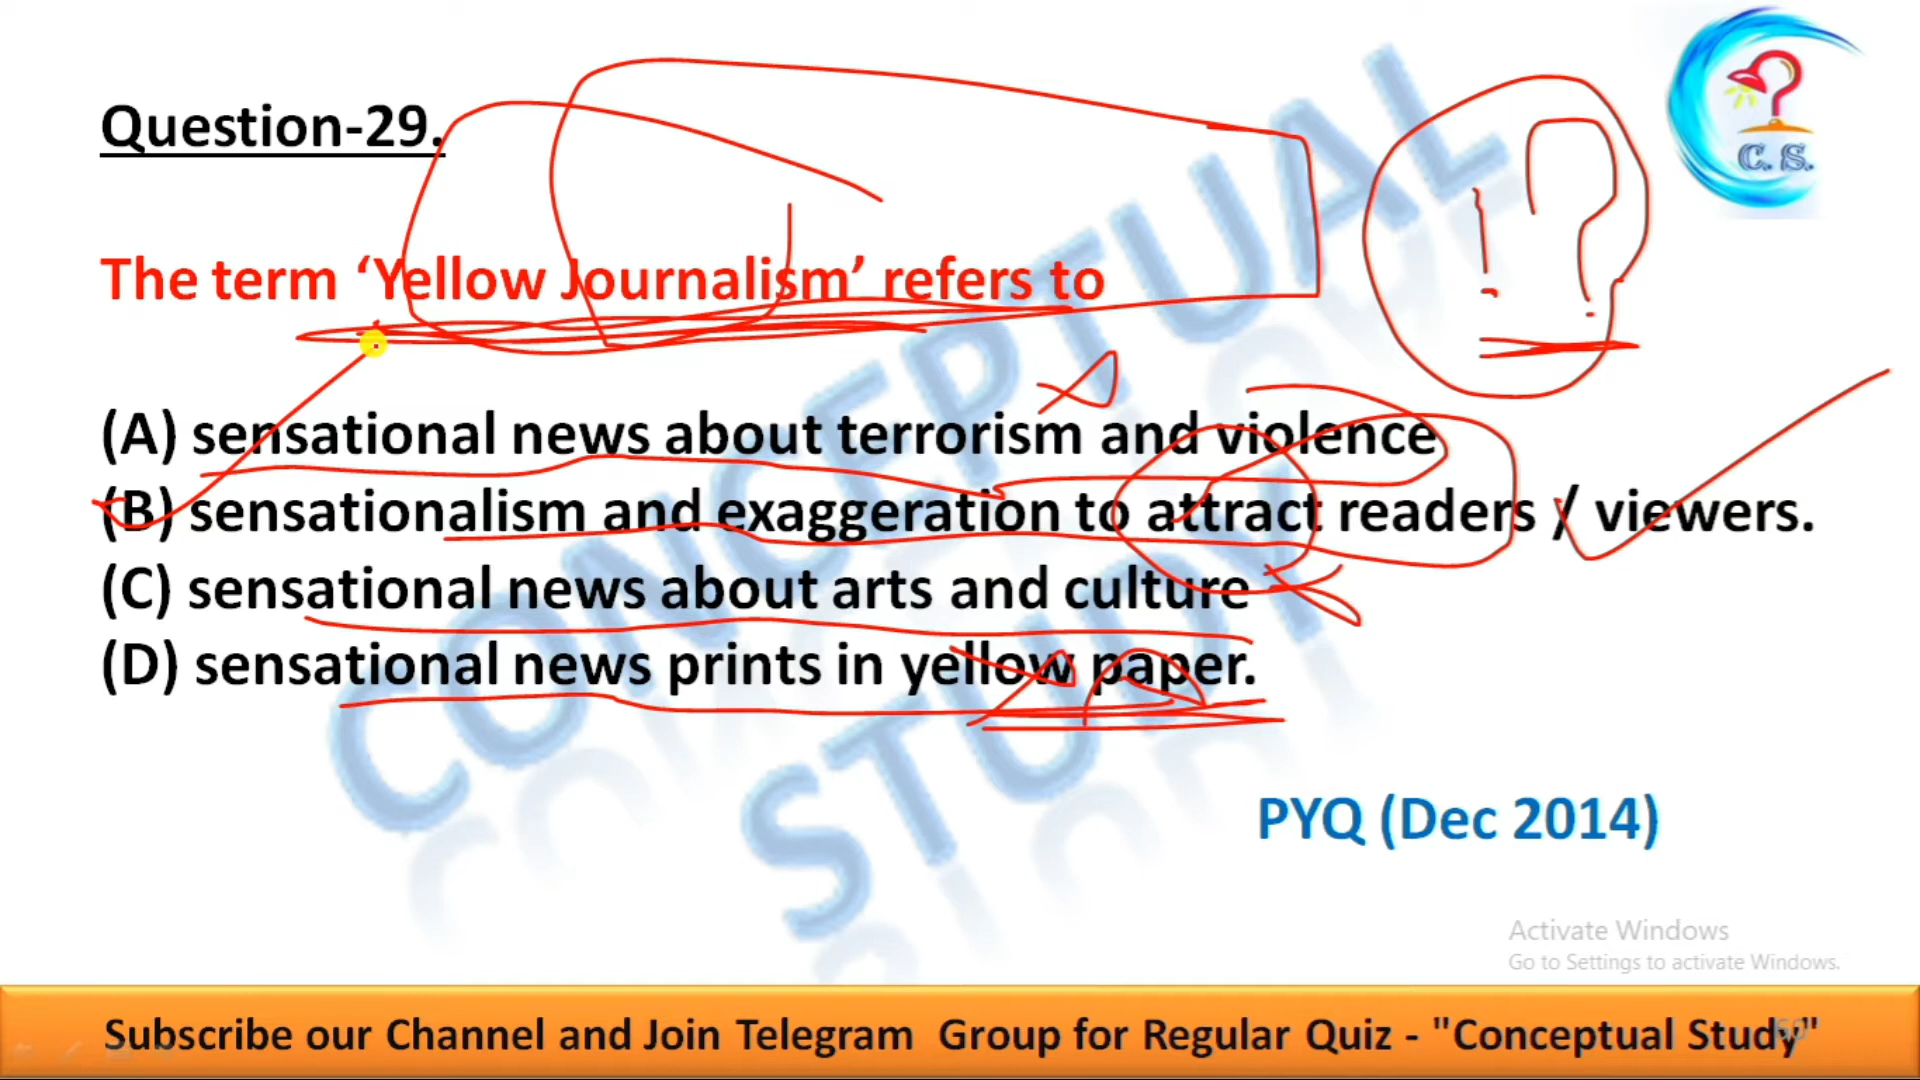 C. S.
Question-29.
The term ‘Yellow Journalism’ refers to
(A) sensational news about terrorism and violence
(B) sensationalism and exaggeration to attract readers / viewers.
(C) sensational news about arts and culture
(D) sensational news prints in yellow paper.
CONCEPTUAL
STUDY
PYQ (Dec 2014)
Activate Windows
Go to Settings to activate Windows.
Subscribe our Channel and Join Telegram Group for Regular Quiz - "Conceptual Study"